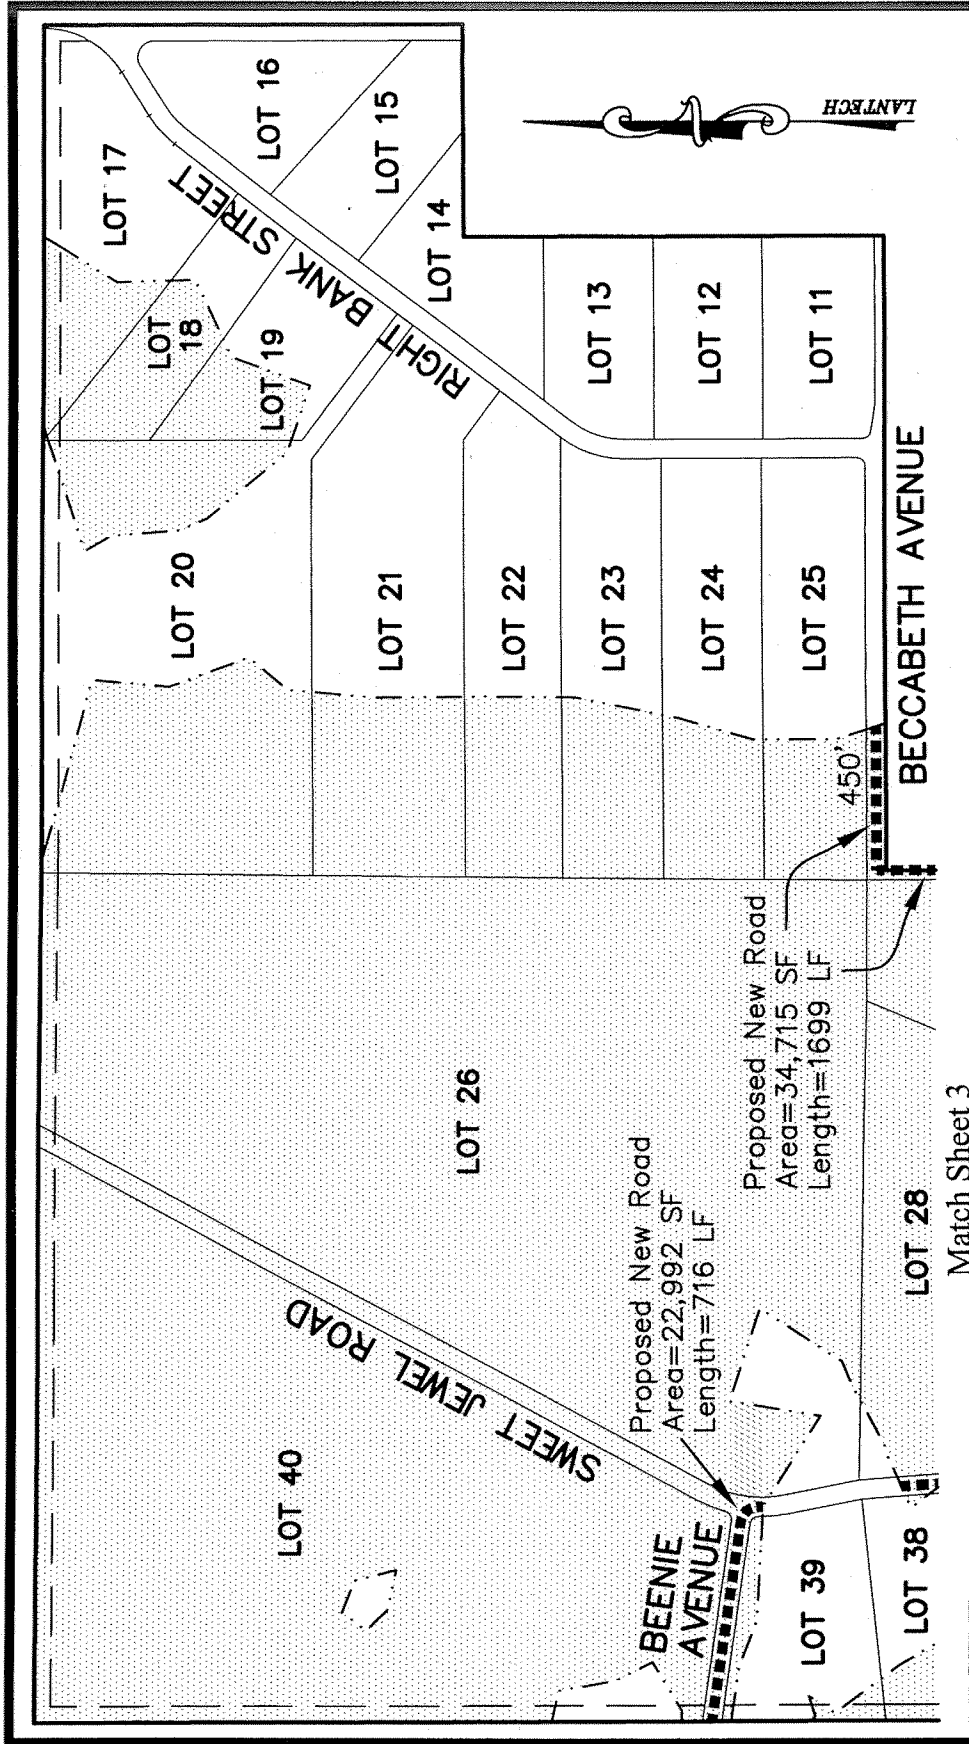 LOT 17
LOT 16
LOT 15
LOT 14
RIGHT BANK STREET
LOT
18
LOT 19
LOT 13
LOT 12
LOT 11
LANTECH
LOT 20
LOT 21
LOT 22
LOT 23
LOT 24
LOT 25
450'
BECCABETH AVENUE
LOT 26
Proposed New Road
Area=34,715 SF
Length=1699 LF
SWEET JEWEL ROAD
Proposed New Road
Area=22,992 SF
Length=716 LF
LOT 28
Match Sheet 3
LOT 40
BEENIE
AVENUE
LOT 39
LOT 38